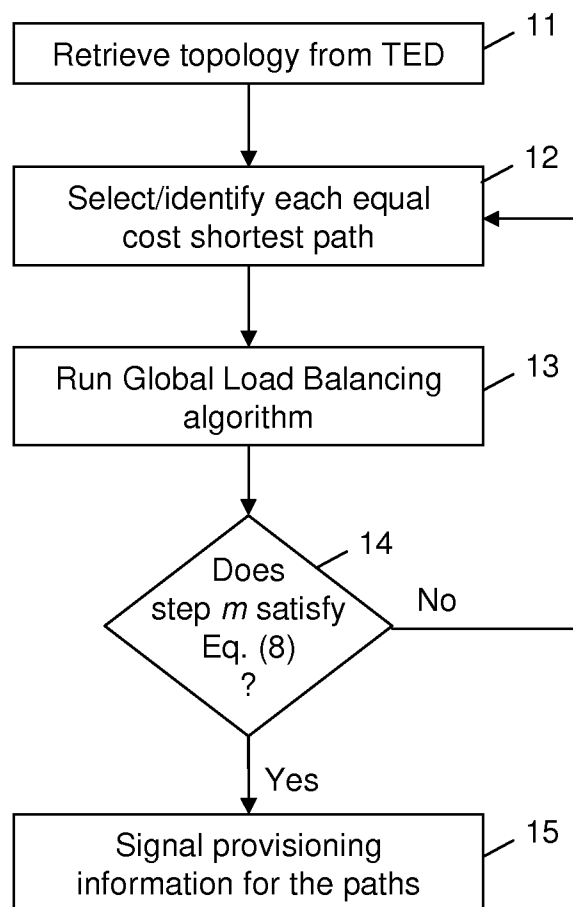 11
Retrieve topology from TED
12
Select/identify each equal
cost shortest path
13
Run Global Load Balancing
algorithm
14
Does
step m satisfy
Eq. (8)
?
No
Yes
15
Signal provisioning
information for the paths